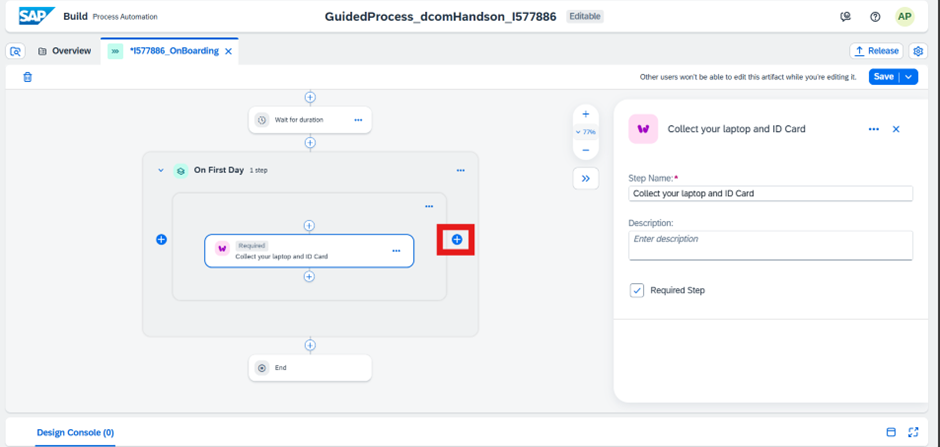 SAP Build Process Automation
GuidedProcess_dcomHandson_I577886 Editable
AP
Overview
*I577886_OnBoarding
Release
Other users won't be able to edit this artifact while you're editing it.
Save
Wait for duration
77%
On First Day 1 step
Required
Collect your laptop and ID Card
End
Collect your laptop and ID Card
Step Name:*
Collect your laptop and ID Card
Description:
Enter description
Required Step
Design Console (0)